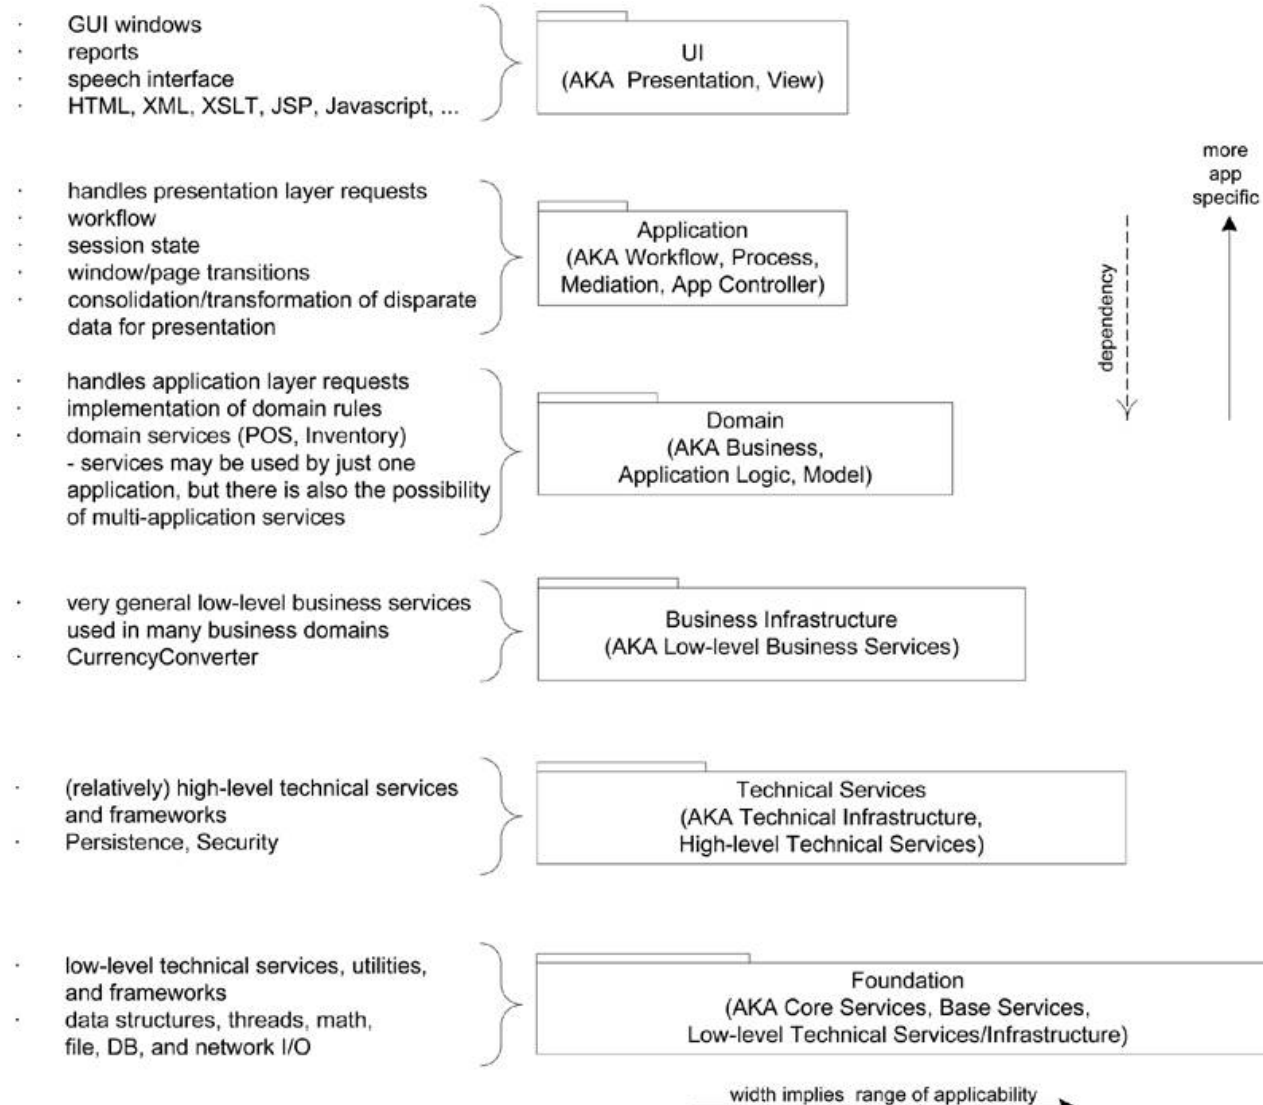 · GUI windows
· reports
· speech interface
· HTML, XML, XSLT, JSP, Javascript, ...
UI
(AKA Presentation, View)
· handles presentation layer requests
· workflow
· session state
· window/page transitions
· consolidation/transformation of disparate
data for presentation
Application
(AKA Workflow, Process,
Mediation, App Controller)
more
app
specific
dependency
· handles application layer requests
· implementation of domain rules
· domain services (POS, Inventory)
- services may be used by just one
application, but there is also the possibility
of multi-application services
Domain
(AKA Business,
Application Logic, Model)
· very general low-level business services
used in many business domains
· CurrencyConverter
Business Infrastructure
(AKA Low-level Business Services)
· (relatively) high-level technical services
and frameworks
· Persistence, Security
Technical Services
(AKA Technical Infrastructure,
High-level Technical Services)
· low-level technical services, utilities,
and frameworks
· data structures, threads, math,
file, DB, and network I/O
Foundation
(AKA Core Services, Base Services,
Low-level Technical Services/Infrastructure)
width implies range of applicability